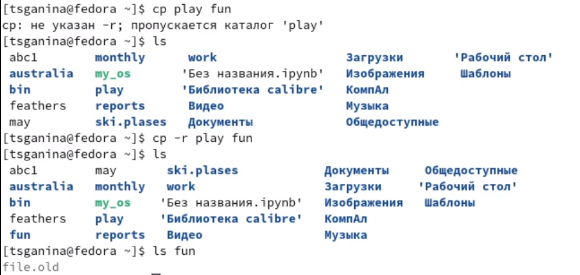 [tsganina@fedora ~]$ cp play fun
cp: не указан -r; пропускается каталог 'play'
[tsganina@fedora ~]$ ls
abc1 monthly work Загрузки 'Рабочий стол'
australia my_os 'Без названия.ipynb' Изображения Шаблоны
bin play 'Библиотека calibre' КомпАл
feathers reports Видео Музыка
may ski.plases Документы Общедоступные
[tsganina@fedora ~]$ cp -r play fun
[tsganina@fedora ~]$ ls
abc1 may ski.plases Документы Общедоступные
australia monthly work Загрузки 'Рабочий стол'
bin my_os 'Без названия.ipynb' Изображения Шаблоны
feathers play 'Библиотека calibre' КомпАл
fun reports Видео Музыка
[tsganina@fedora ~]$ ls fun
file.old